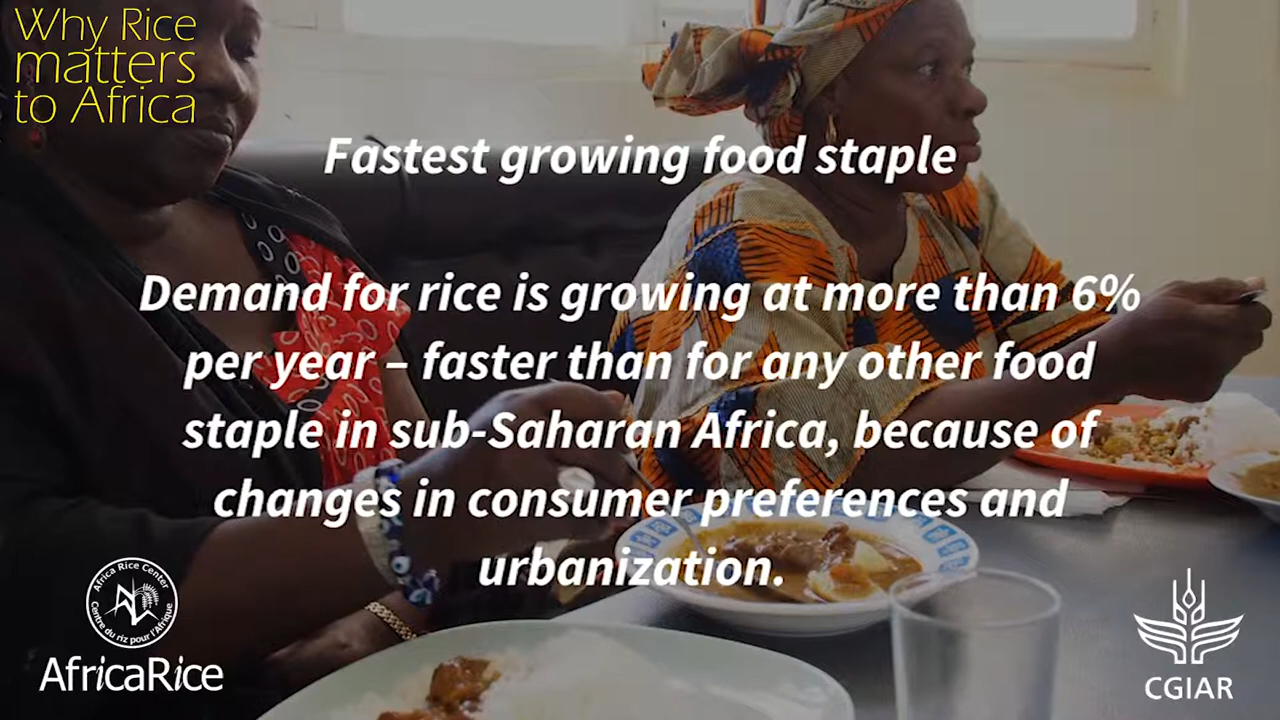 Why Rice
matters
to Africa
Fastest growing food staple
Demand for rice is growing at more than 6%
per year – faster than for any other food
staple in sub-Saharan Africa, because of
changes in consumer preferences and
urbanization.
Africa Rice Center
Centre du riz pour l'Afrique
AfricaRice
CGIAR